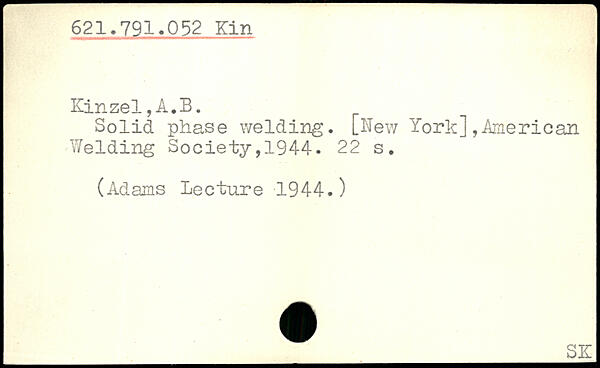 621.791.052 Kin
Kinzel,A.B.
Solid phase welding. [New York],American
Welding Society,1944. 22 s.
(Adams Lecture 1944.)
SK